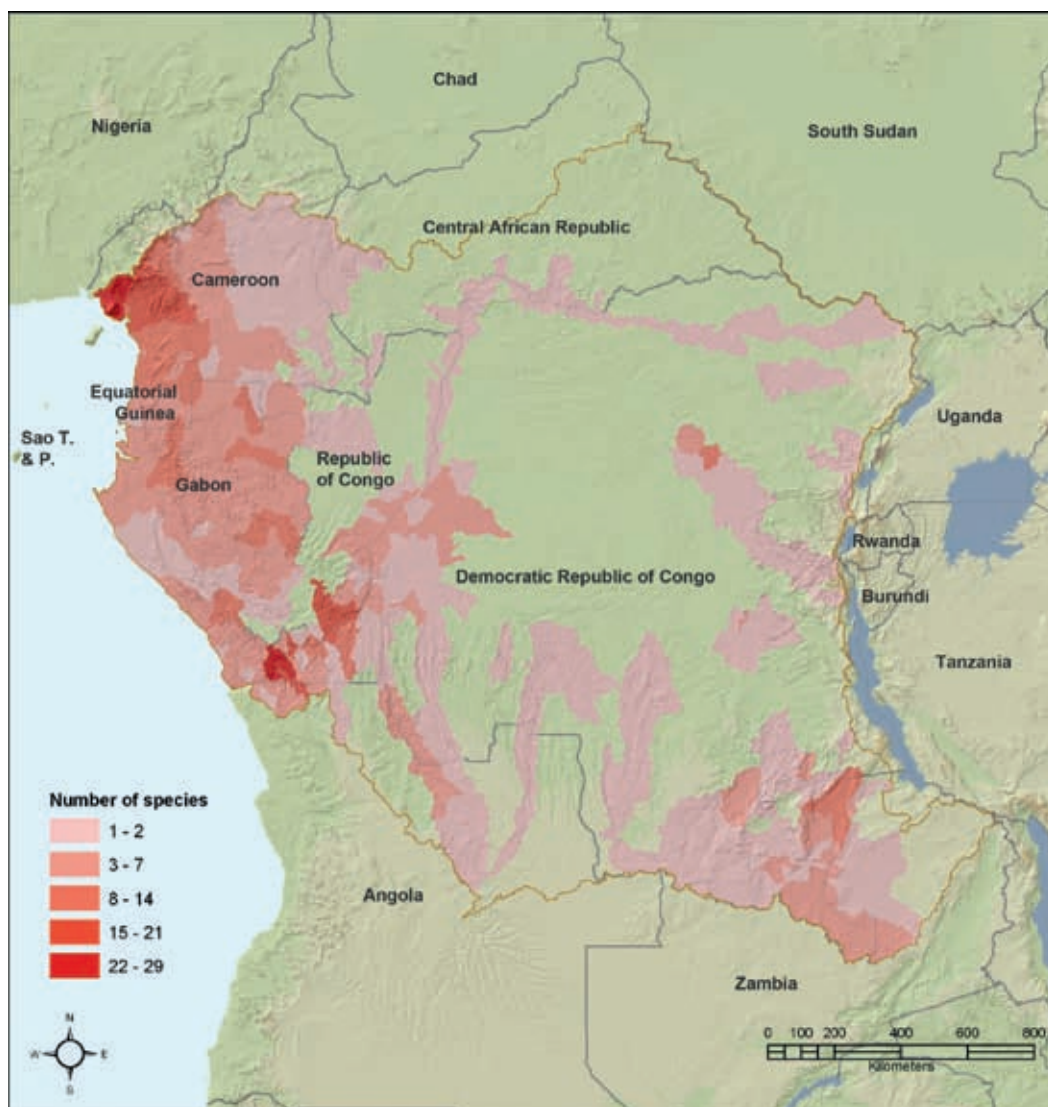 Chad
Nigeria
South Sudan
Central African Republic
Cameroon
Equatorial
Guinea
Uganda
Sao T.
& P.
Republic
of Congo
Gabon
Rwanda
Democratic Republic of Congo
Burundi
Tanzania
Number of species
1 - 2
3 - 7
8 - 14
15 - 21
22 - 29
Angola
Zambia
N
W E
S
0 100 200 400 600 800
Kilometers